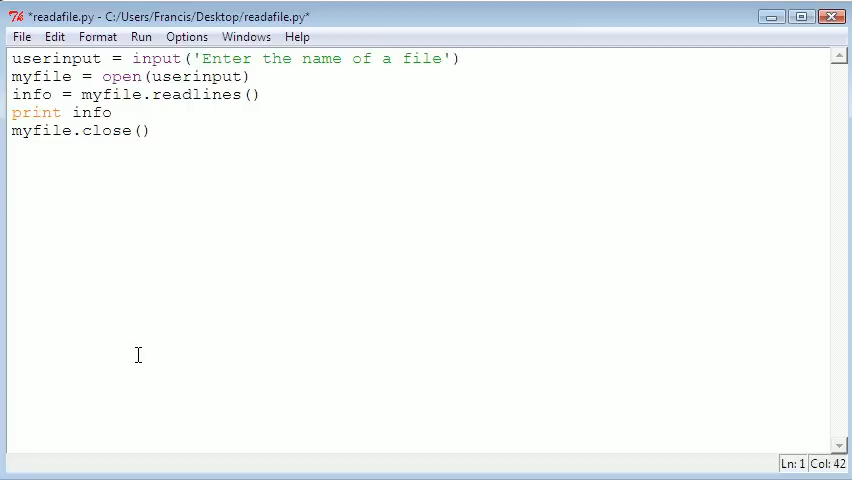 *readafile.py - C:/Users/Francis/Desktop/readafile.py*
File Edit Format Run Options Windows Help
userinput = input('Enter the name of a file')
myfile = open(userinput)
info = myfile.readlines()
print info
myfile.close()
Ln: 1 Col: 42